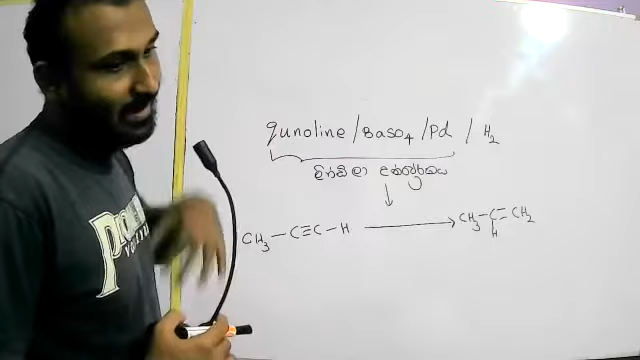 qunoline / Baso₄ / Pd / H₂
ලින්ඩ්ලා උත්ප්‍රේරකය
CH₃ — C≡C — H ⟶ CH₃ — C = CH₂
H